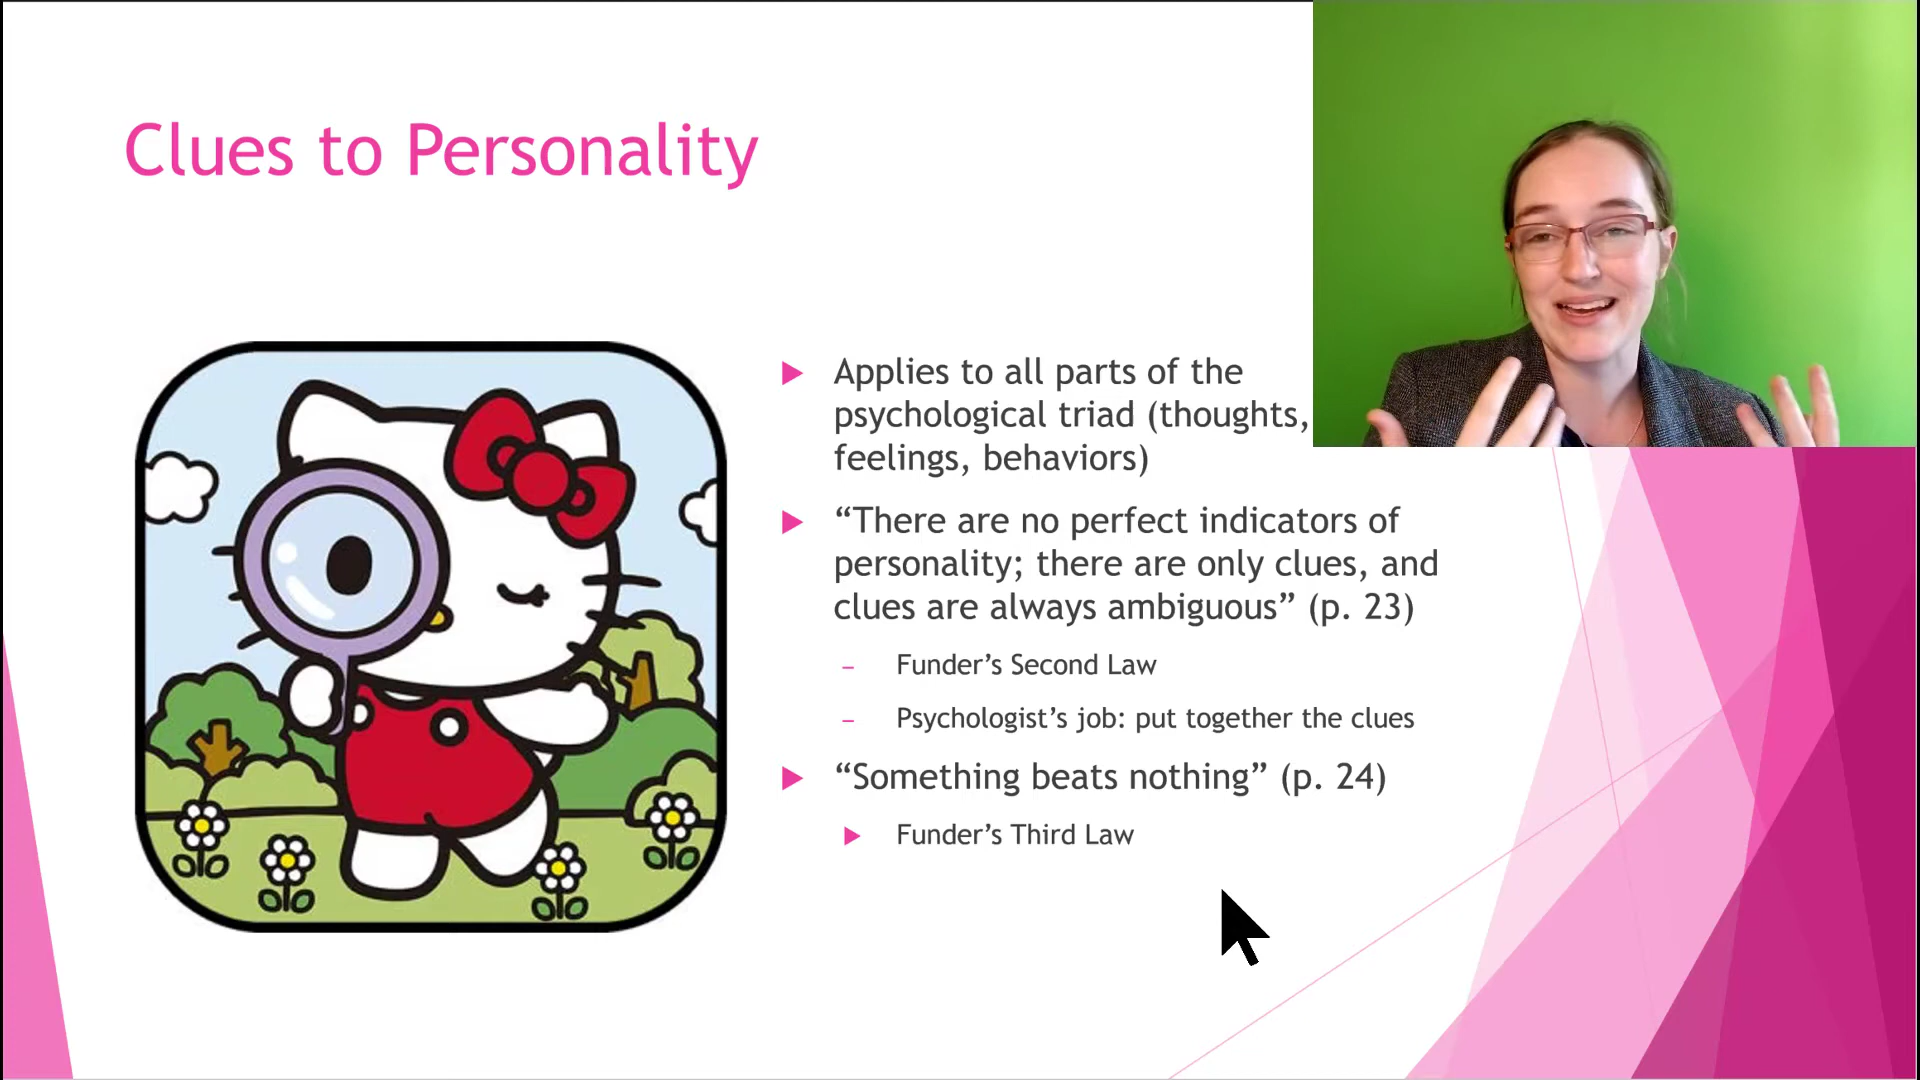 Clues to Personality
Applies to all parts of the
psychological triad (thoughts,
feelings, behaviors)
“There are no perfect indicators of
personality; there are only clues, and
clues are always ambiguous” (p. 23)
Funder’s Second Law
Psychologist’s job: put together the clues
“Something beats nothing” (p. 24)
Funder’s Third Law